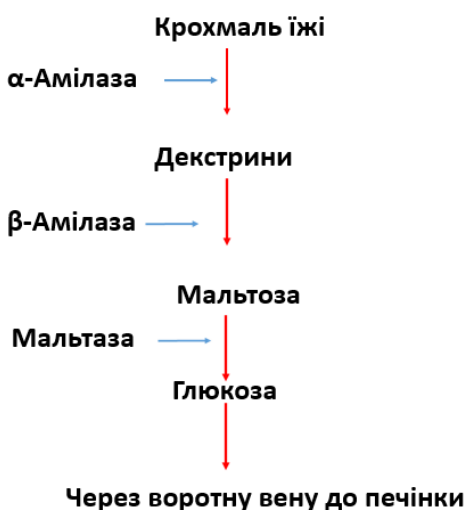 Крохмаль їжі
α-Амілаза
Декстрини
β-Амілаза
Мальтоза
Мальтаза
Глюкоза
Через воротну вену до печінки